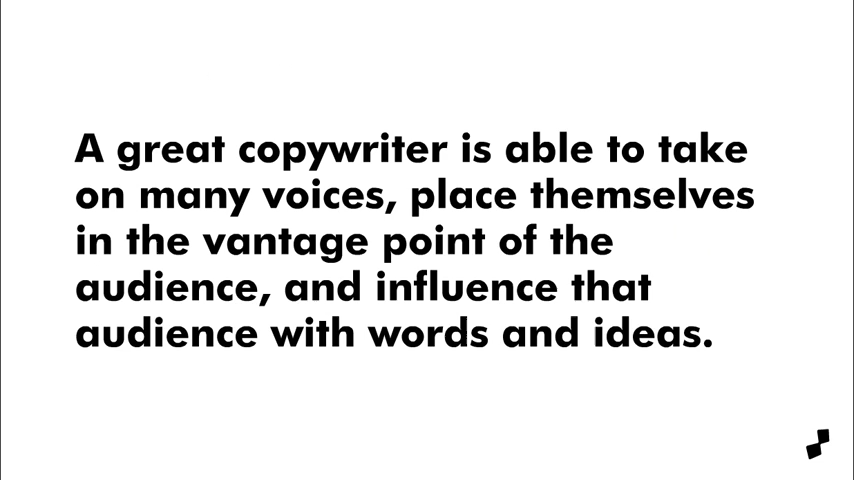 A great copywriter is able to take
on many voices, place themselves
in the vantage point of the
audience, and influence that
audience with words and ideas.